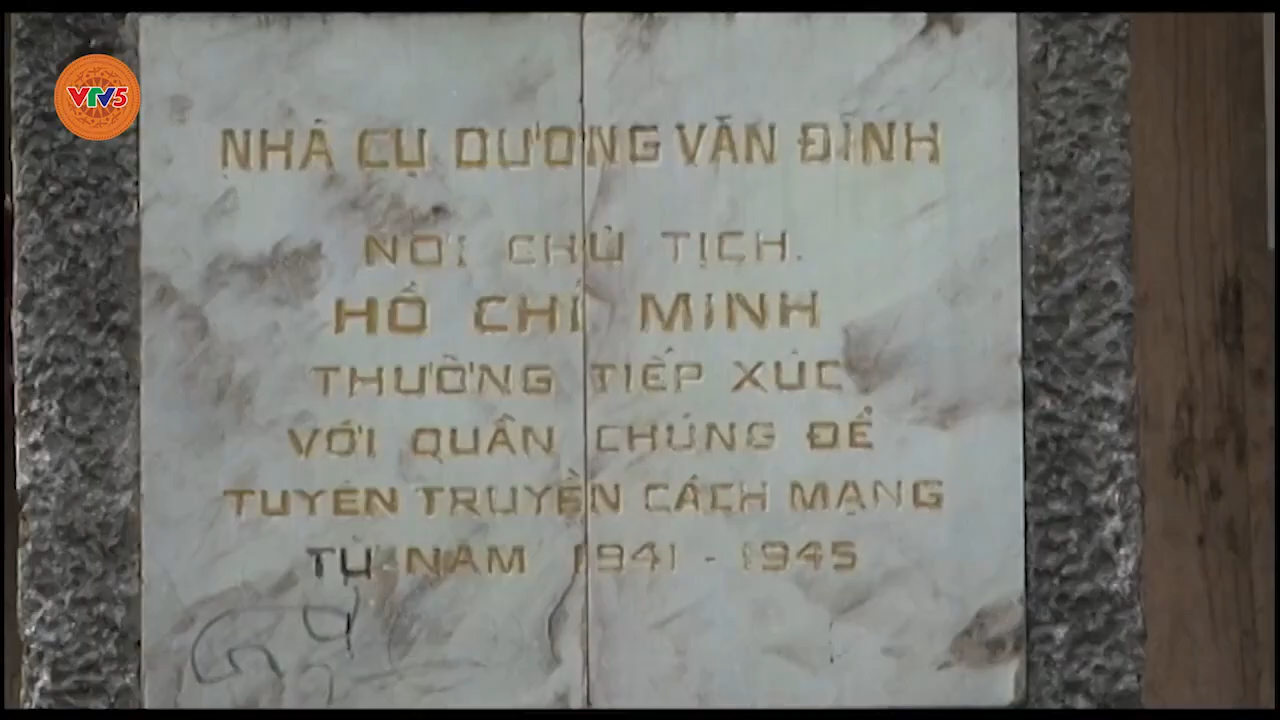 VTV5
NHÀ CỤ DƯƠNG VĂN ĐÌNH
NƠI CHỦ TỊCH.
HỒ CHÍ MINH
THƯỜNG TIẾP XÚC
VỚI QUẦN CHÚNG ĐỂ
TUYÊN TRUYỀN CÁCH MẠNG
TỪ NĂM 1941 - 1945